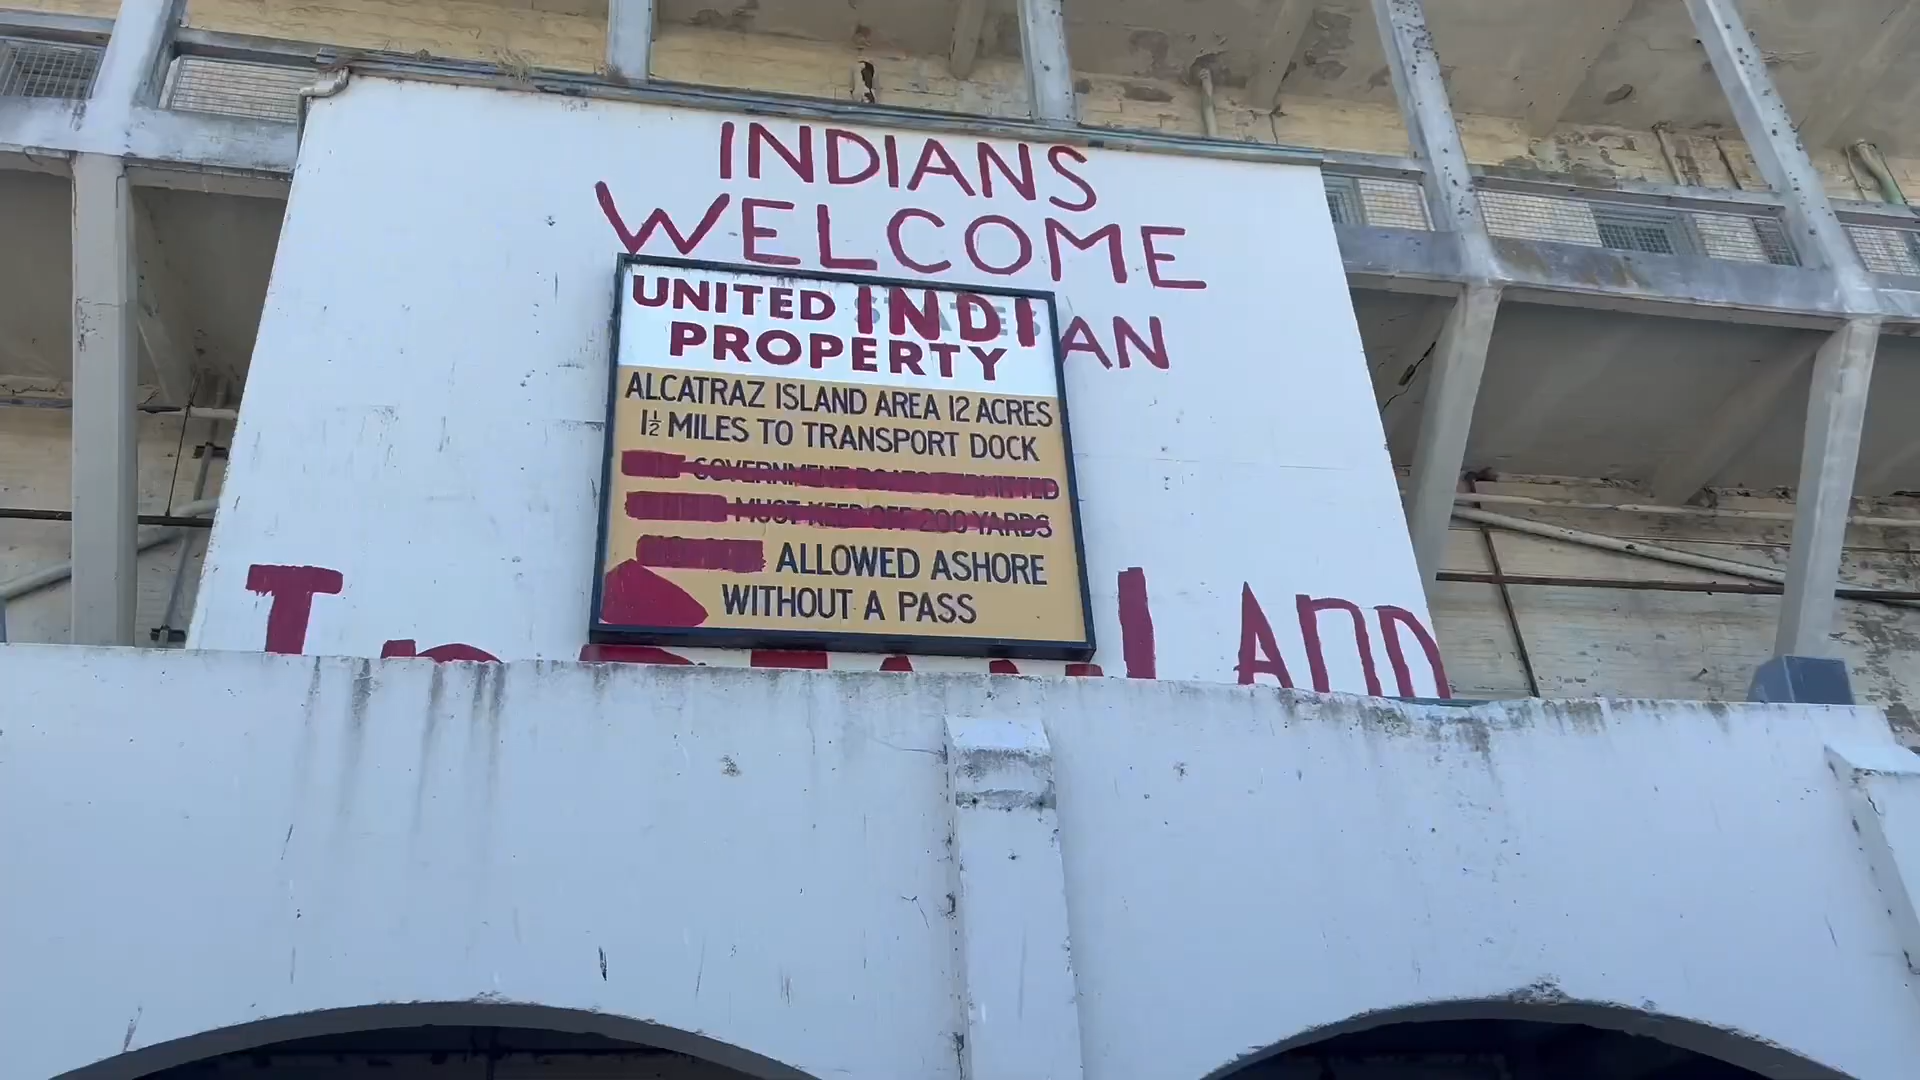 INDIANS
WELCOME
UNITED INDIAN
PROPERTY
ALCATRAZ ISLAND AREA 12 ACRES
1½ MILES TO TRANSPORT DOCK
GOVERNMENT BOATS PERMITTED
MUST KEEP OFF 200 YARDS
ALLOWED ASHORE
WITHOUT A PASS
INDIAN LAND